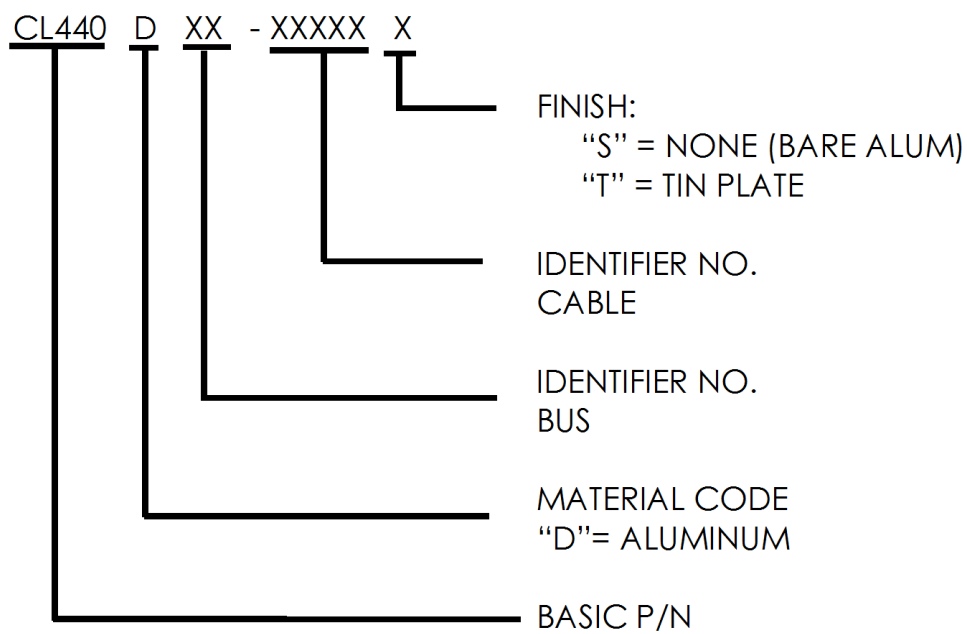 CL440 D XX - XXXXX X
FINISH:
“S” = NONE (BARE ALUM)
“T” = TIN PLATE
IDENTIFIER NO.
CABLE
IDENTIFIER NO.
BUS
MATERIAL CODE
“D”= ALUMINUM
BASIC P/N